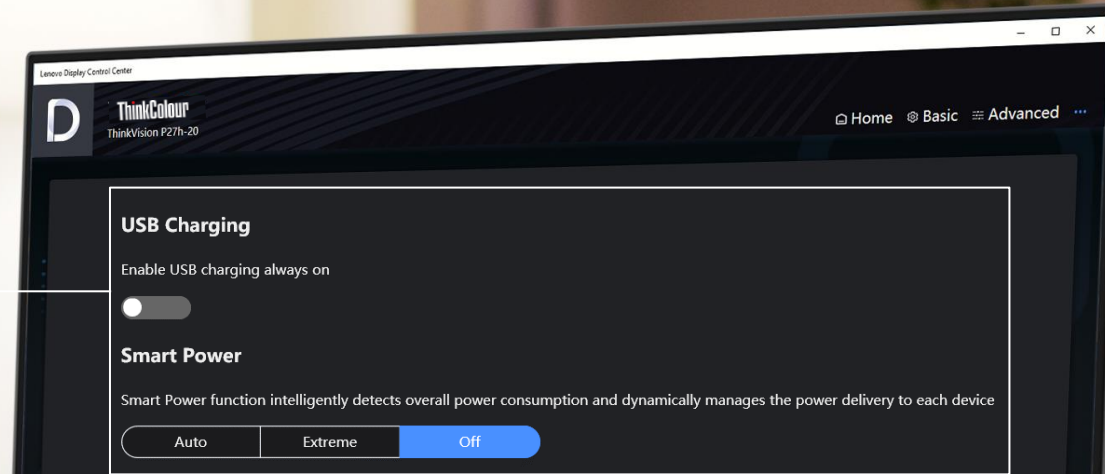 Lenovo Display Control Center
ThinkColour
ThinkVision P27h-20
Home Basic Advanced ...
USB Charging
Enable USB charging always on
Smart Power
Smart Power function intelligently detects overall power consumption and dynamically manages the power delivery to each device
Auto Extreme Off